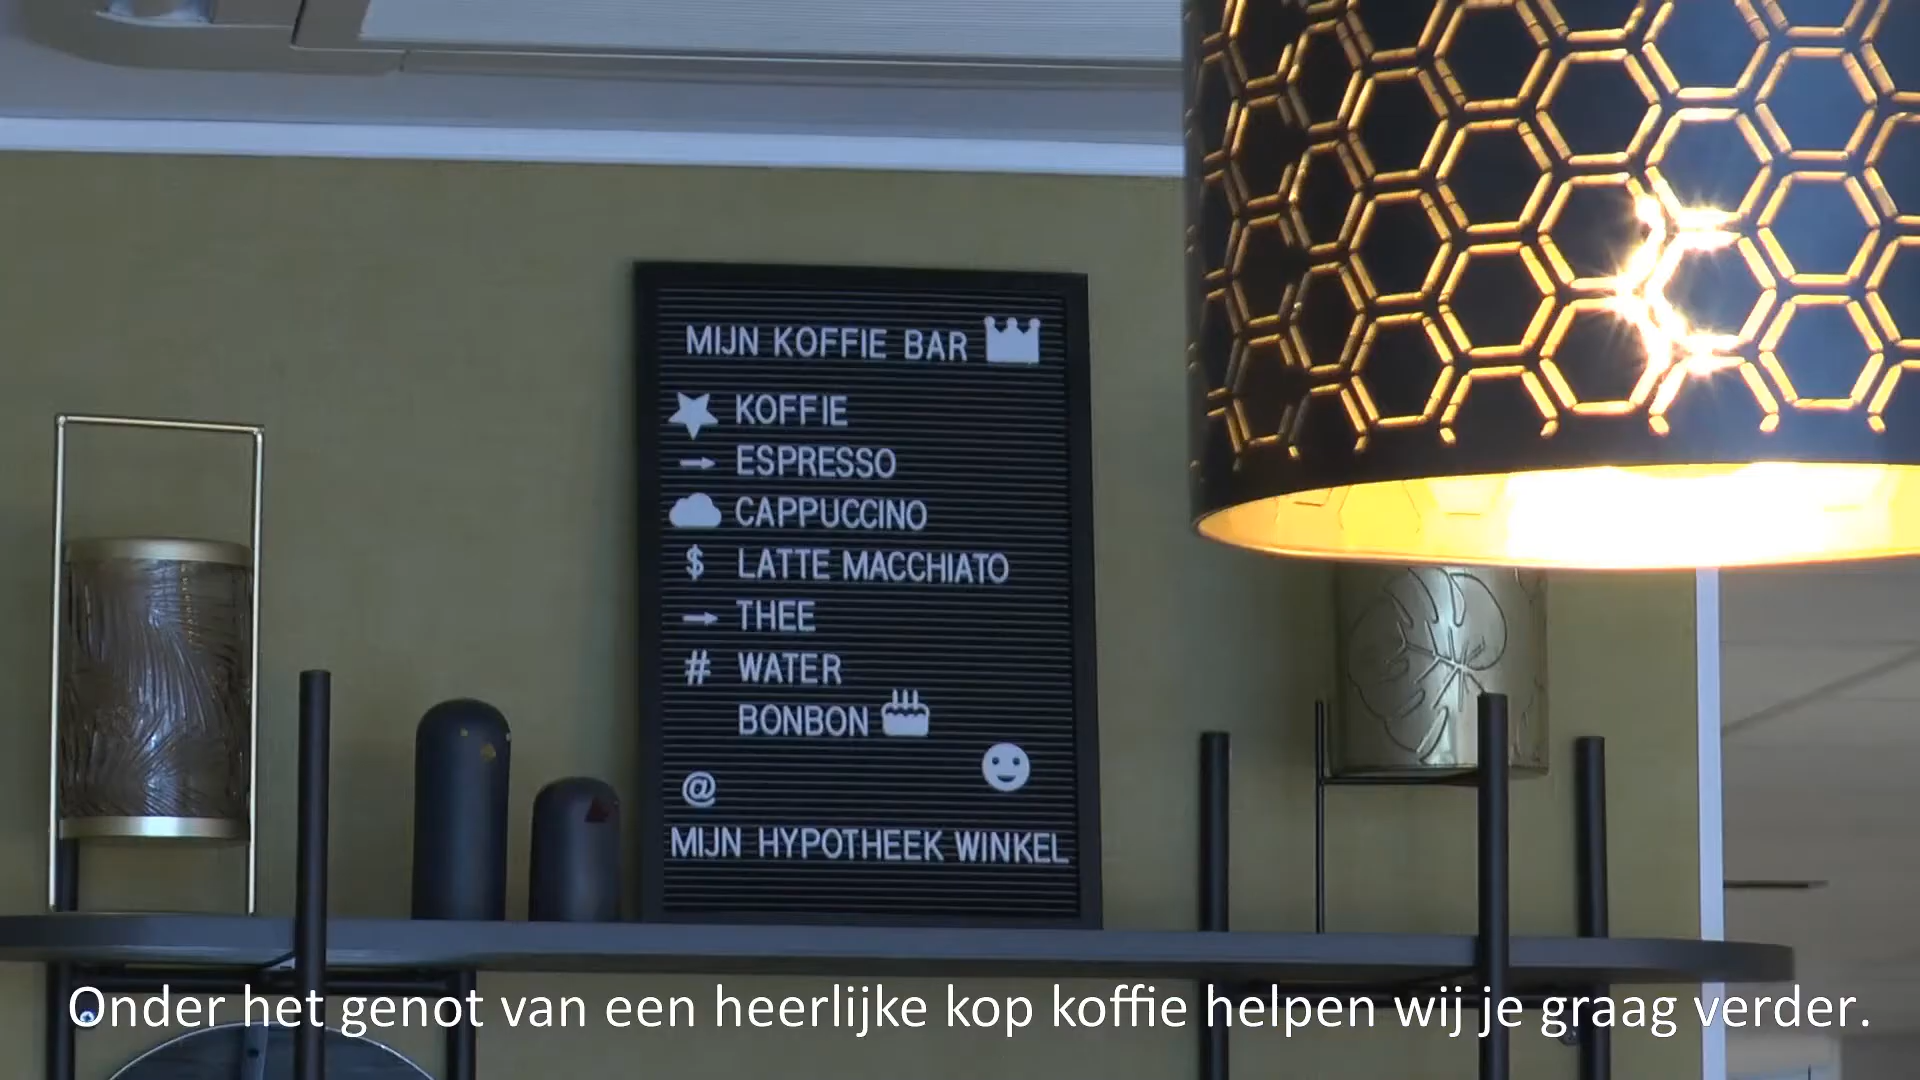 MIJN KOFFIE BAR
KOFFIE
ESPRESSO
CAPPUCCINO
$ LATTE MACCHIATO
THEE
# WATER
BONBON
@
MIJN HYPOTHEEK WINKEL
Onder het genot van een heerlijke kop koffie helpen wij je graag verder.